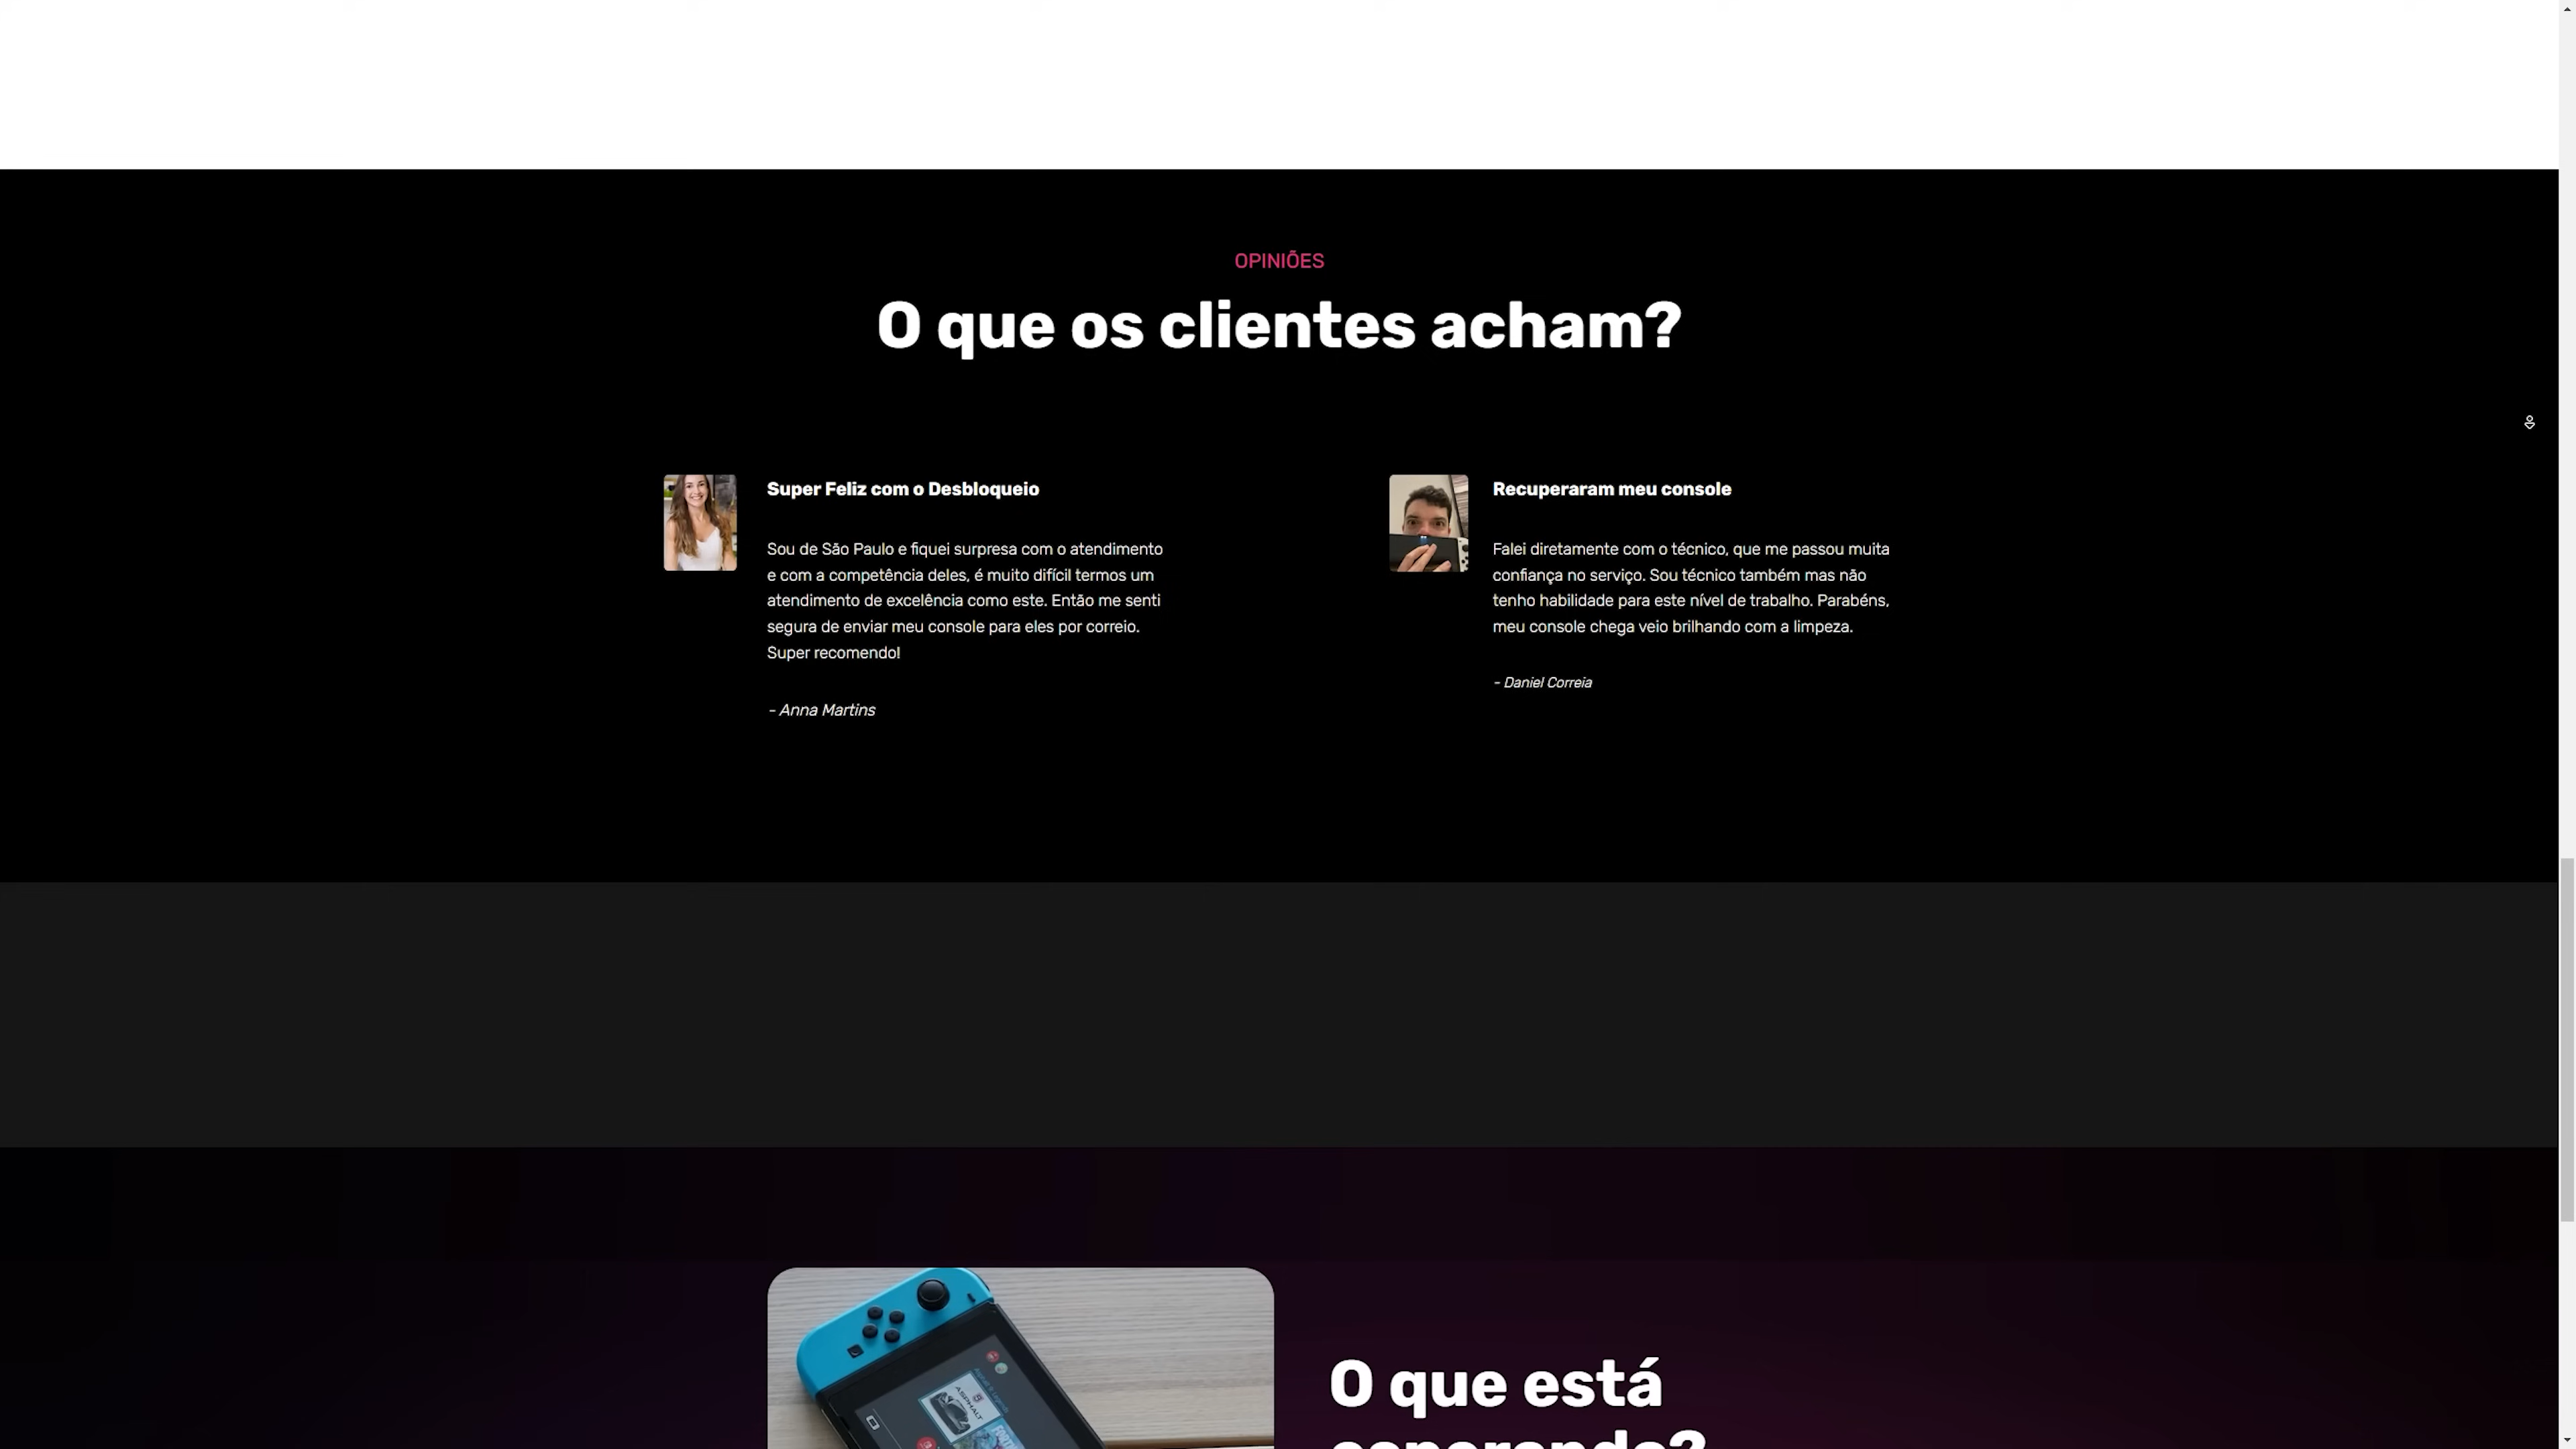 OPINIÕES
O que os clientes acham?
Super Feliz com o Desbloqueio
Sou de São Paulo e fiquei surpresa com o atendimento
e com a competência deles, é muito difícil termos um
atendimento de excelência como este. Então me senti
segura de enviar meu console para eles por correio.
Super recomendo!
- Anna Martins
Recuperaram meu console
Falei diretamente com o técnico, que me passou muita
confiança no serviço. Sou técnico também mas não
tenho habilidade para este nível de trabalho. Parabéns,
meu console chega veio brilhando com a limpeza.
- Daniel Correia
ASPHALT
O que está
esperando?